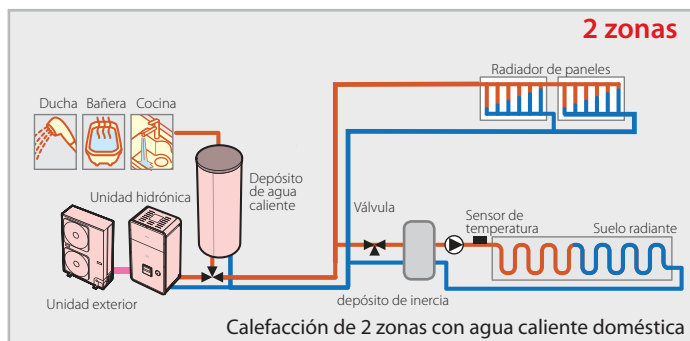 2 zonas
Radiador de paneles
Ducha
Bañera
Cocina
Depósito
de agua
caliente
Unidad hidrónica
Válvula
Sensor de
temperatura
Suelo radiante
Unidad exterior
depósito de inercia
Calefacción de 2 zonas con agua caliente doméstica